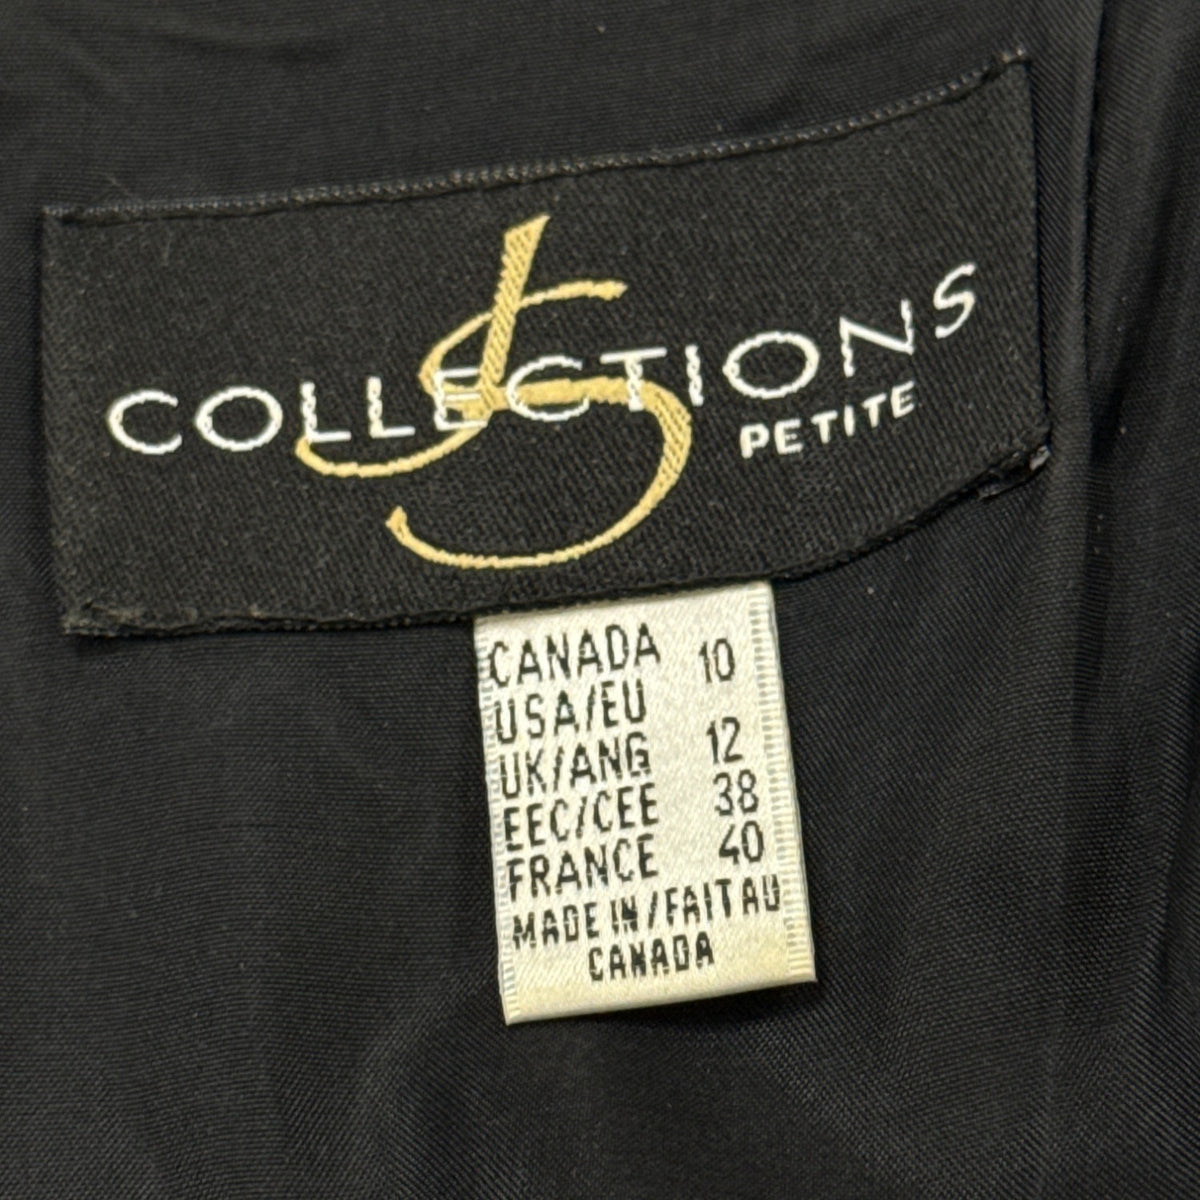 JS
COLLECTIONS
PETITE
CANADA 10
USA/EU
UK/ANG 12
EEC/CEE 38
FRANCE 40
MADE IN/FAIT AU
CANADA